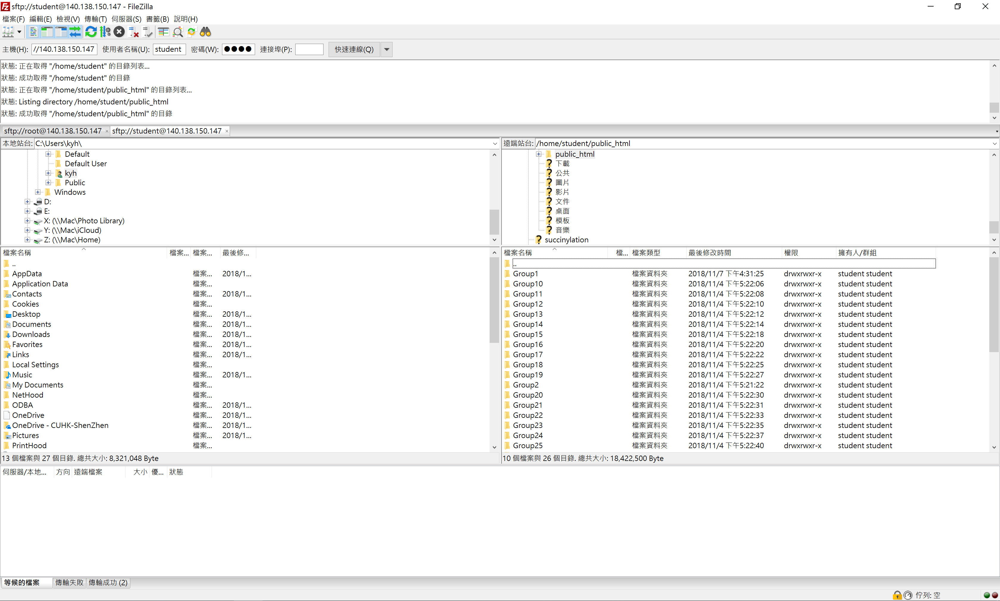 sftp://student@140.138.150.147 - FileZilla
檔案(F) 編輯(E) 檢視(V) 傳輸(T) 伺服器(S) 書籤(B) 說明(H)
主機(H): //140.138.150.147 使用者名稱(U): student 密碼(W): ●●●● 連接埠(P): 快速連線(Q)
狀態: 正在取得 "/home/student" 的目錄列表...
狀態: 成功取得 "/home/student" 的目錄
狀態: 正在取得 "/home/student/public_html" 的目錄列表...
狀態: Listing directory /home/student/public_html
狀態: 成功取得 "/home/student/public_html" 的目錄
sftp://root@140.138.150.147 × sftp://student@140.138.150.147 ×
本地站台: C:\Users\kyh\
Default
Default User
kyh
Public
Windows
D:
E:
X: (\\Mac\Photo Library)
Y: (\\Mac\iCloud)
Z: (\\Mac\Home)
檔案名稱 檔案... 檔案... 最後修...
..
AppData 檔案... 2018/1...
Application Data 檔案...
Contacts 檔案... 2018/1...
Cookies 檔案...
Desktop 檔案... 2018/1...
Documents 檔案... 2018/1...
Downloads 檔案... 2018/1...
Favorites 檔案... 2018/1...
Links 檔案... 2018/1...
Local Settings 檔案...
Music 檔案... 2018/1...
My Documents 檔案...
NetHood 檔案...
ODBA 檔案... 2018/1...
OneDrive 檔案... 2018/1...
OneDrive - CUHK-ShenZhen 檔案... 2018/1...
Pictures 檔案... 2018/1...
PrintHood 檔案...
13 個檔案與 27 個目錄. 總共大小: 8,321,048 Byte
遠端站台: /home/student/public_html
public_html
下載
公共
圖片
影片
文件
桌面
模板
音樂
succinylation
檔案名稱 檔... 檔案類型 最後修改時間 權限 擁有人/群組
..
Group1 檔案資料夾 2018/11/7 下午4:31:25 drwxrwxr-x student student
Group10 檔案資料夾 2018/11/4 下午5:22:06 drwxrwxr-x student student
Group11 檔案資料夾 2018/11/4 下午5:22:08 drwxrwxr-x student student
Group12 檔案資料夾 2018/11/4 下午5:22:10 drwxrwxr-x student student
Group13 檔案資料夾 2018/11/4 下午5:22:12 drwxrwxr-x student student
Group14 檔案資料夾 2018/11/4 下午5:22:14 drwxrwxr-x student student
Group15 檔案資料夾 2018/11/4 下午5:22:18 drwxrwxr-x student student
Group16 檔案資料夾 2018/11/4 下午5:22:20 drwxrwxr-x student student
Group17 檔案資料夾 2018/11/4 下午5:22:22 drwxrwxr-x student student
Group18 檔案資料夾 2018/11/4 下午5:22:25 drwxrwxr-x student student
Group19 檔案資料夾 2018/11/4 下午5:22:27 drwxrwxr-x student student
Group2 檔案資料夾 2018/11/4 下午5:21:22 drwxrwxr-x student student
Group20 檔案資料夾 2018/11/4 下午5:22:30 drwxrwxr-x student student
Group21 檔案資料夾 2018/11/4 下午5:22:31 drwxrwxr-x student student
Group22 檔案資料夾 2018/11/4 下午5:22:33 drwxrwxr-x student student
Group23 檔案資料夾 2018/11/4 下午5:22:35 drwxrwxr-x student student
Group24 檔案資料夾 2018/11/4 下午5:22:37 drwxrwxr-x student student
Group25 檔案資料夾 2018/11/4 下午5:22:40 drwxrwxr-x student student
10 個檔案與 26 個目錄. 總共大小: 18,422,500 Byte
伺服器/本地... 方向 遠端檔案 大小 優... 狀態
等候的檔案 傳輸失敗 傳輸成功 (2)
佇列: 空